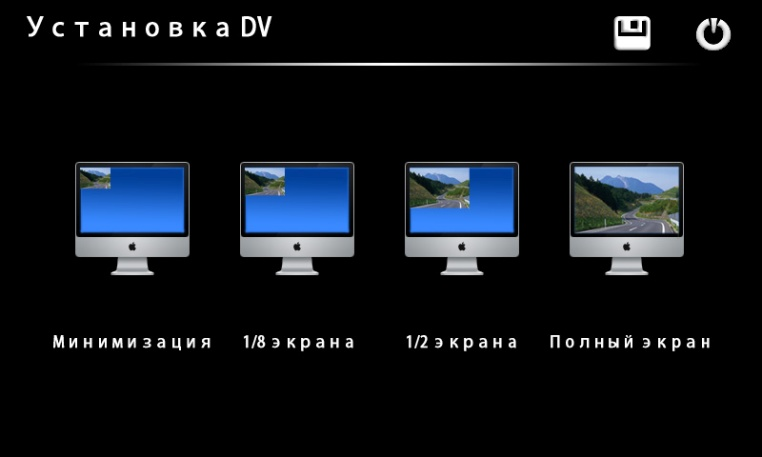 Установка DV
Минимизация
1/8 экрана
1/2 экрана
Полный экран